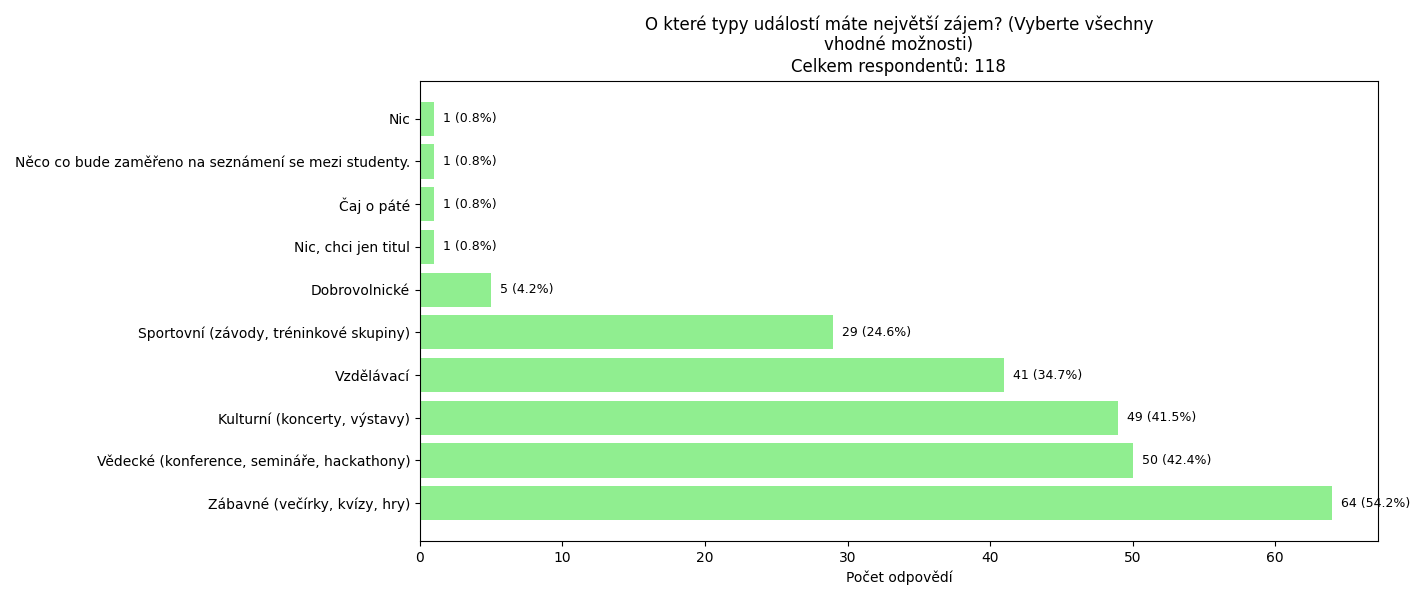 O které typy událostí máte největší zájem? (Vyberte všechny
vhodné možnosti)
Celkem respondentů: 118
Nic
1 (0.8%)
Něco co bude zaměřeno na seznámení se mezi studenty.
1 (0.8%)
Čaj o páté
1 (0.8%)
Nic, chci jen titul
1 (0.8%)
Dobrovolnické
5 (4.2%)
Sportovní (závody, tréninkové skupiny)
29 (24.6%)
Vzdělávací
41 (34.7%)
Kulturní (koncerty, výstavy)
49 (41.5%)
Vědecké (konference, semináře, hackathony)
50 (42.4%)
Zábavné (večírky, kvízy, hry)
64 (54.2%)
0 10 20 30 40 50 60
Počet odpovědí